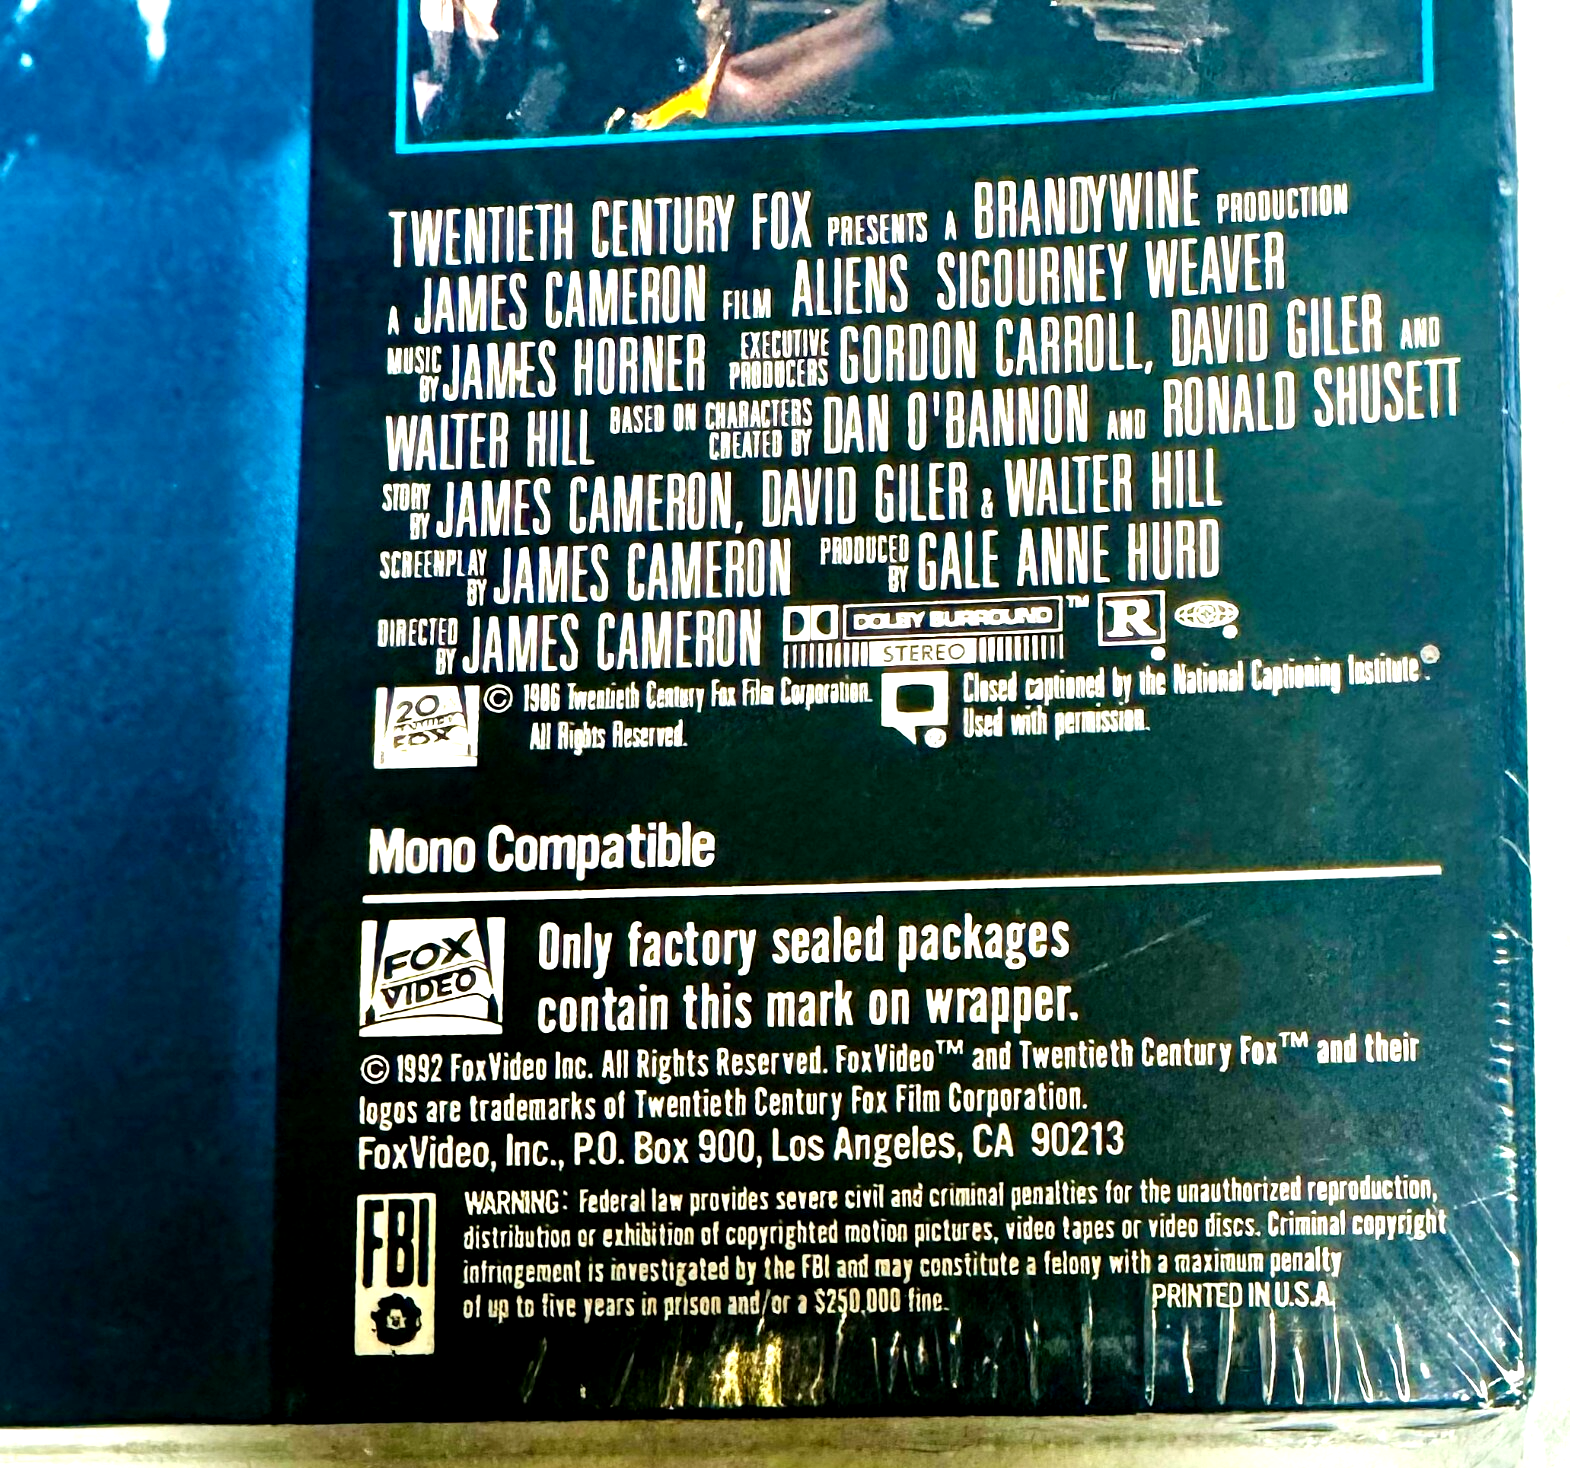 TWENTIETH CENTURY FOX PRESENTS A BRANDYWINE PRODUCTION
A JAMES CAMERON FILM ALIENS SIGOURNEY WEAVER
MUSIC BY JAMES HORNER EXECUTIVE PRODUCERS GORDON CARROLL, DAVID GILER AND
WALTER HILL BASED ON CHARACTERS CREATED BY DAN O'BANNON AND RONALD SHUSETT
STORY BY JAMES CAMERON, DAVID GILER & WALTER HILL
SCREENPLAY BY JAMES CAMERON PRODUCED BY GALE ANNE HURD
DIRECTED BY JAMES CAMERON DOLBY SURROUND™ STEREO R
20 FOX © 1986 Twentieth Century Fox Film Corporation.
All Rights Reserved.
Closed captioned by the National Captioning Institute®.
Used with permission.
Mono Compatible
FOX VIDEO
Only factory sealed packages
contain this mark on wrapper.
© 1992 FoxVideo Inc. All Rights Reserved. FoxVideo™ and Twentieth Century Fox™ and their
logos are trademarks of Twentieth Century Fox Film Corporation.
FoxVideo, Inc., P.O. Box 900, Los Angeles, CA 90213
FBI
WARNING: Federal law provides severe civil and criminal penalties for the unauthorized reproduction,
distribution or exhibition of copyrighted motion pictures, video tapes or video discs. Criminal copyright
infringement is investigated by the FBI and may constitute a felony with a maximum penalty
of up to five years in prison and/or a $250,000 fine.
PRINTED IN U.S.A.